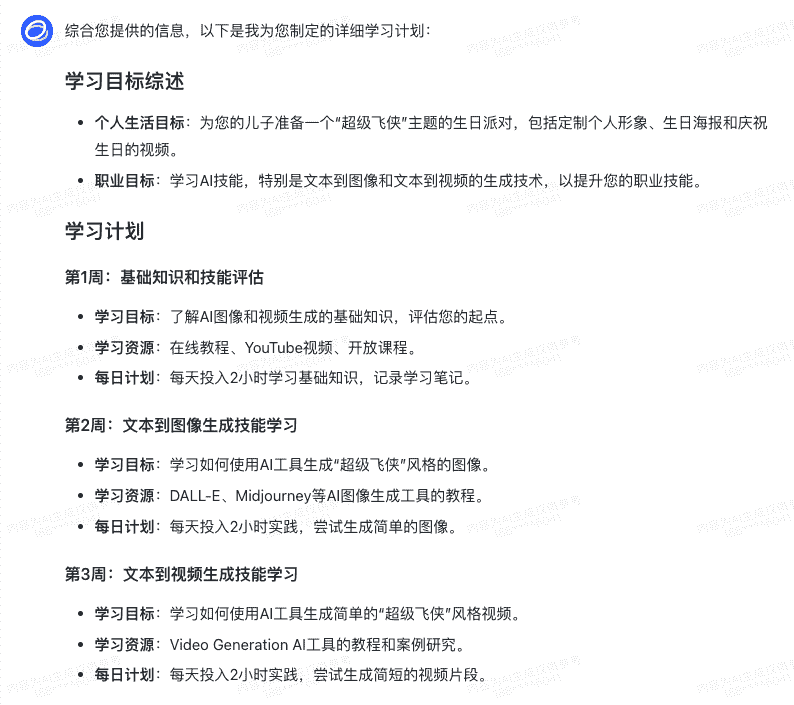 综合您提供的信息，以下是我为您制定的详细学习计划：
学习目标综述
• 个人生活目标：为您的儿子准备一个“超级飞侠”主题的生日派对，包括定制个人形象、生日海报和庆祝
生日的视频。
• 职业目标：学习AI技能，特别是文本到图像和文本到视频的生成技术，以提升您的职业技能。
学习计划
第1周：基础知识和技能评估
• 学习目标：了解AI图像和视频生成的基础知识，评估您的起点。
• 学习资源：在线教程、YouTube视频、开放课程。
• 每日计划：每天投入2小时学习基础知识，记录学习笔记。
第2周：文本到图像生成技能学习
• 学习目标：学习如何使用AI工具生成“超级飞侠”风格的图像。
• 学习资源：DALL-E、Midjourney等AI图像生成工具的教程。
• 每日计划：每天投入2小时实践，尝试生成简单的图像。
第3周：文本到视频生成技能学习
• 学习目标：学习如何使用AI工具生成简单的“超级飞侠”风格视频。
• 学习资源：Video Generation AI工具的教程和案例研究。
• 每日计划：每天投入2小时实践，尝试生成简短的视频片段。